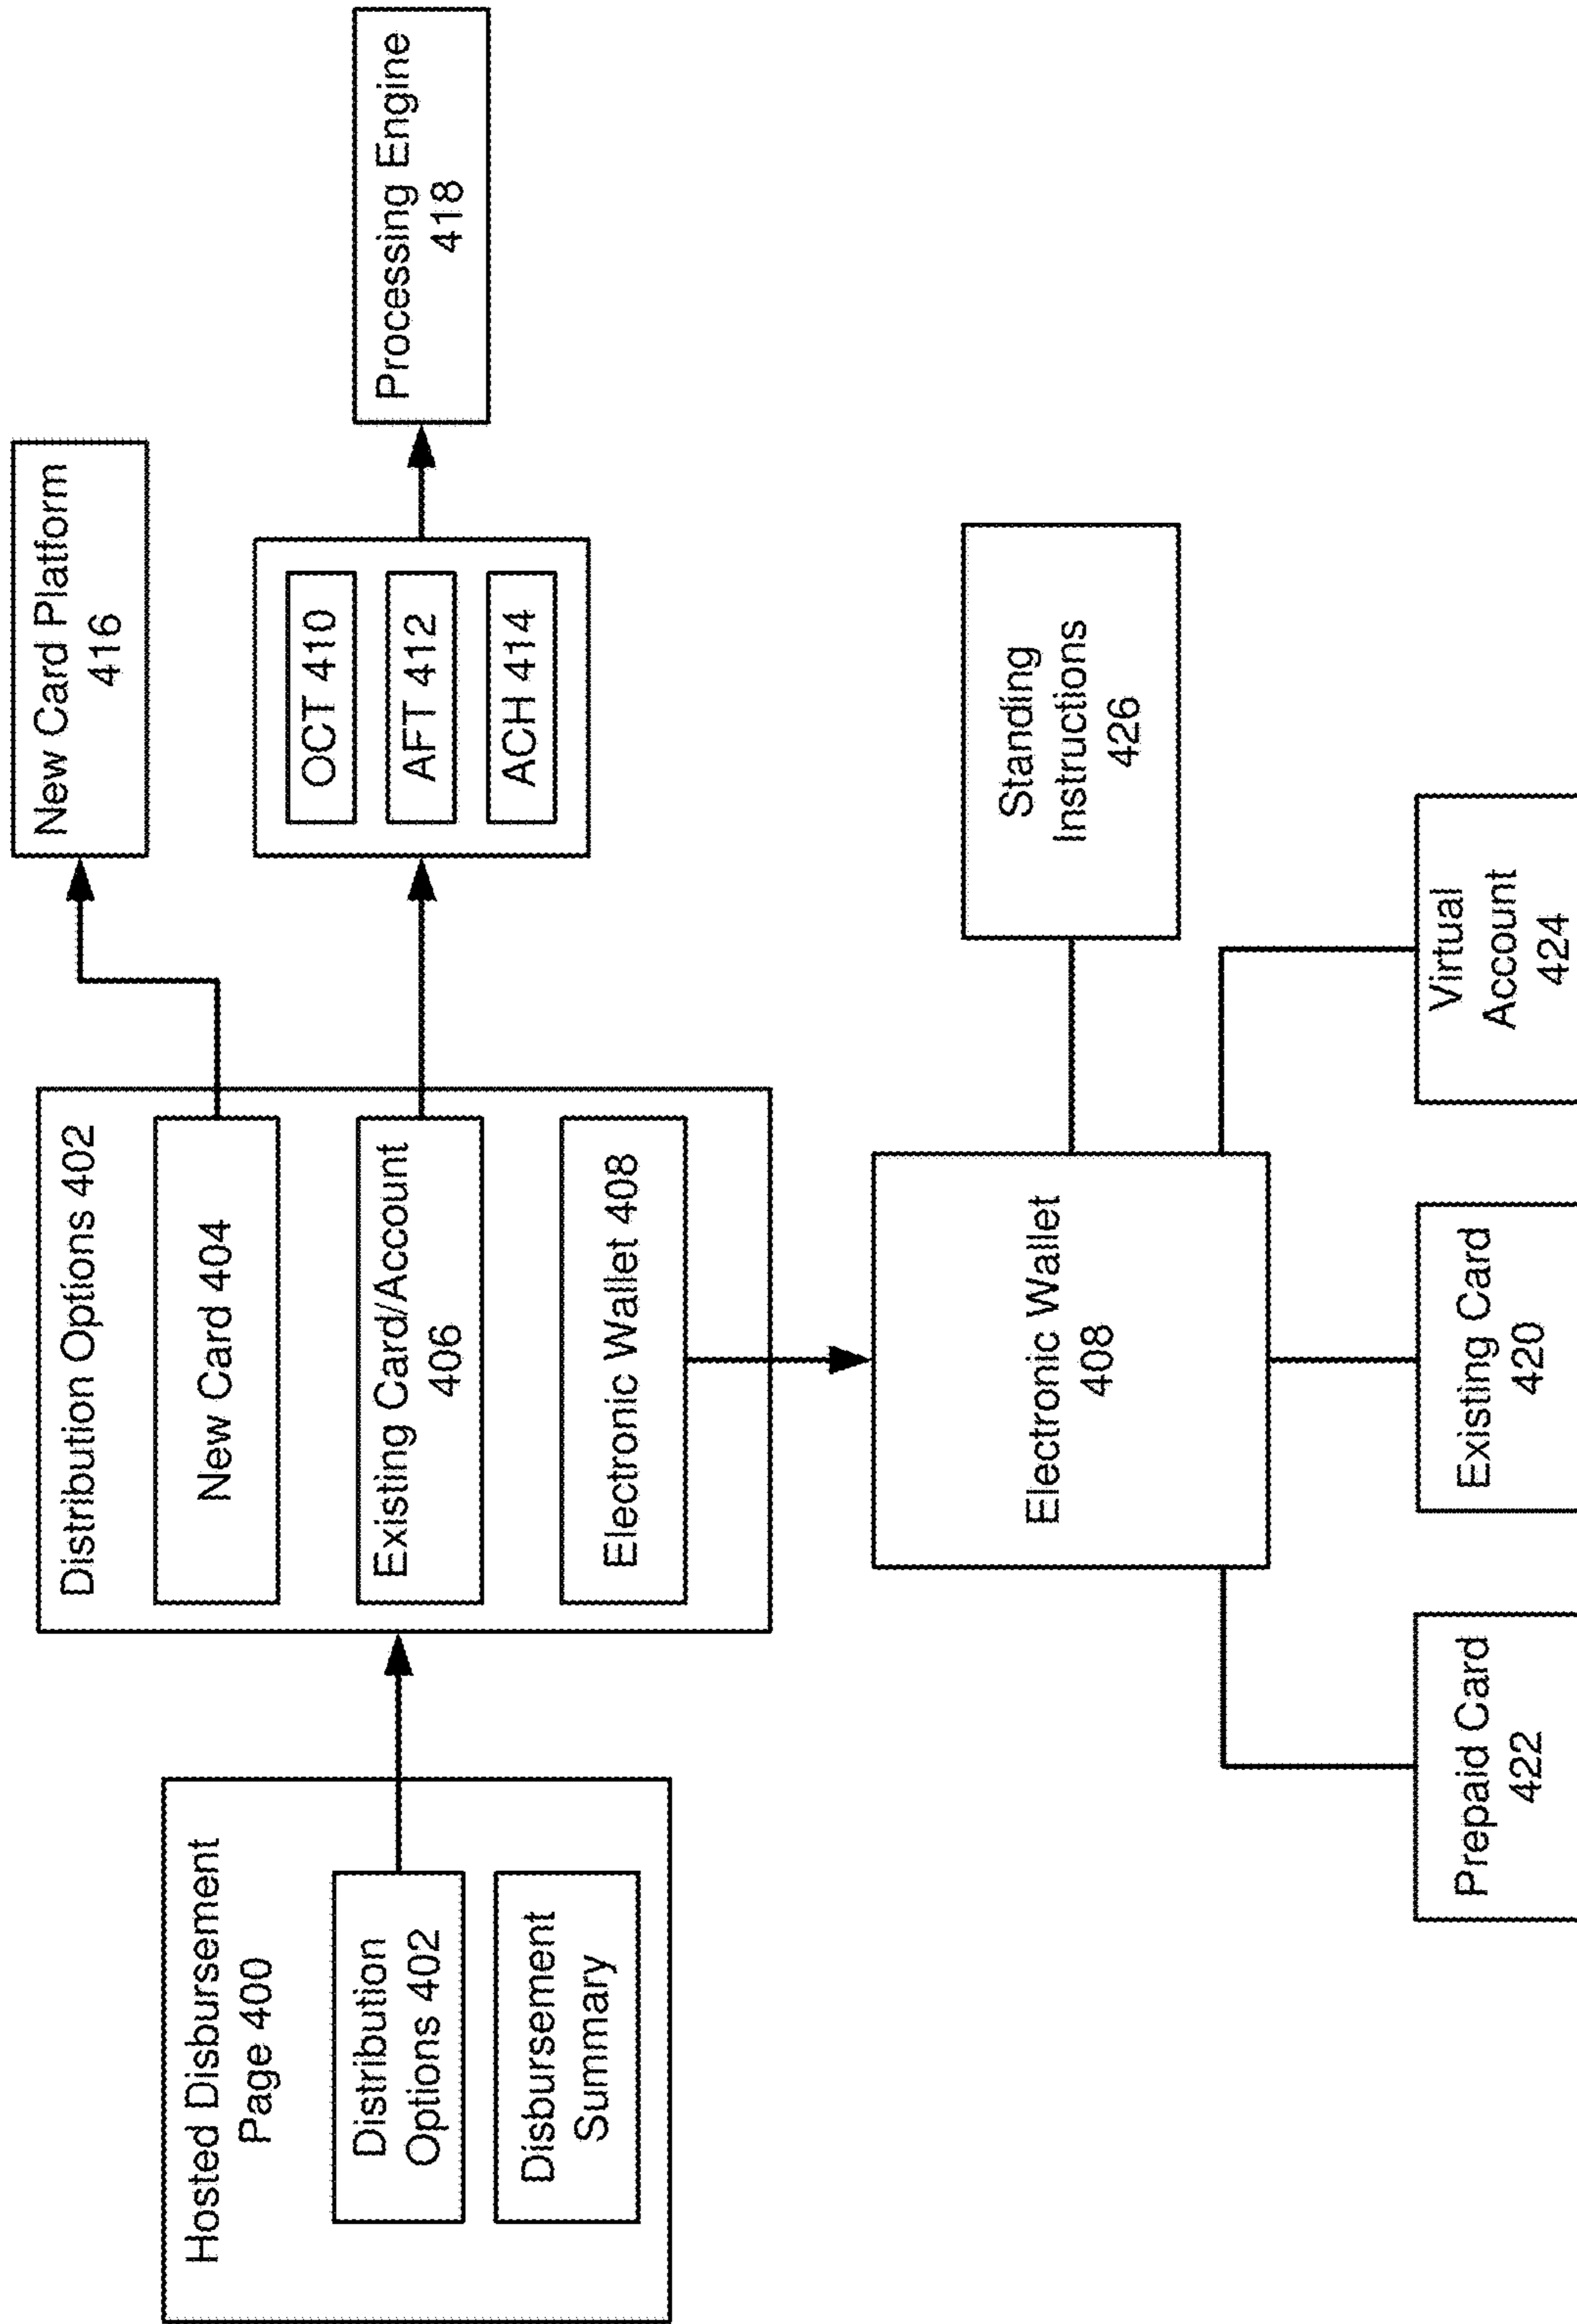 Hosted Disbursement
Page 400
Distribution
Options 402
Disbursement
Summary
Distribution Options 402
New Card 404
Existing Card/Account
406
Electronic Wallet 408
New Card Platform
416
OCT 410
AFT 412
ACH 414
Processing Engine
418
Electronic Wallet
408
Standing
Instructions
426
Prepaid Card
422
Existing Card
420
Virtual
Account
424